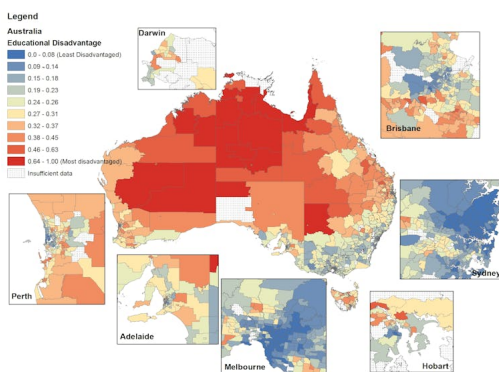 Legend
Australia
Educational Disadvantage
0.0 - 0.08 (Least Disadvantaged)
0.09 - 0.14
0.15 - 0.18
0.19 - 0.23
0.24 - 0.26
0.27 - 0.31
0.32 - 0.37
0.38 - 0.45
0.46 - 0.63
0.64 - 1.00 (Most disadvantaged)
Insufficient data
Darwin
Brisbane
Perth
Adelaide
Melbourne
Sydney
Hobart